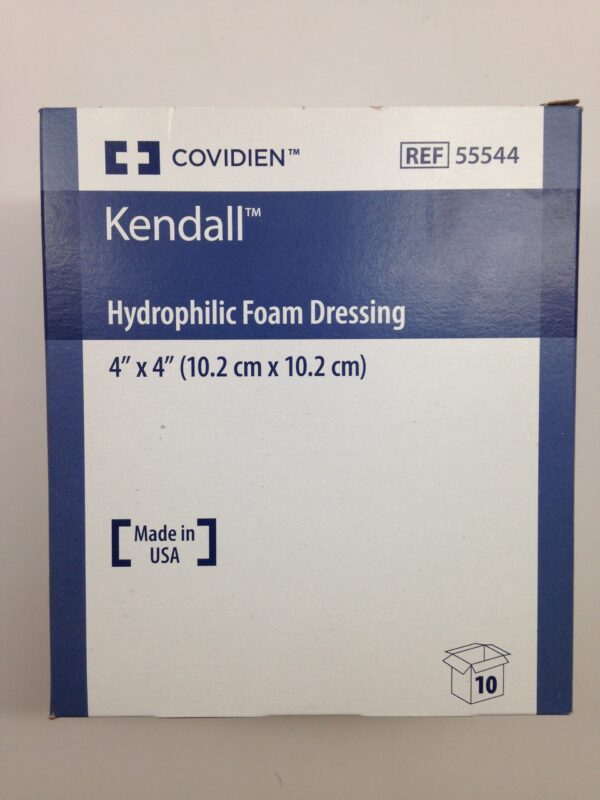 COVIDIEN™
REF 55544
Kendall™
Hydrophilic Foam Dressing
4” x 4” (10.2 cm x 10.2 cm)
Made in
USA
10